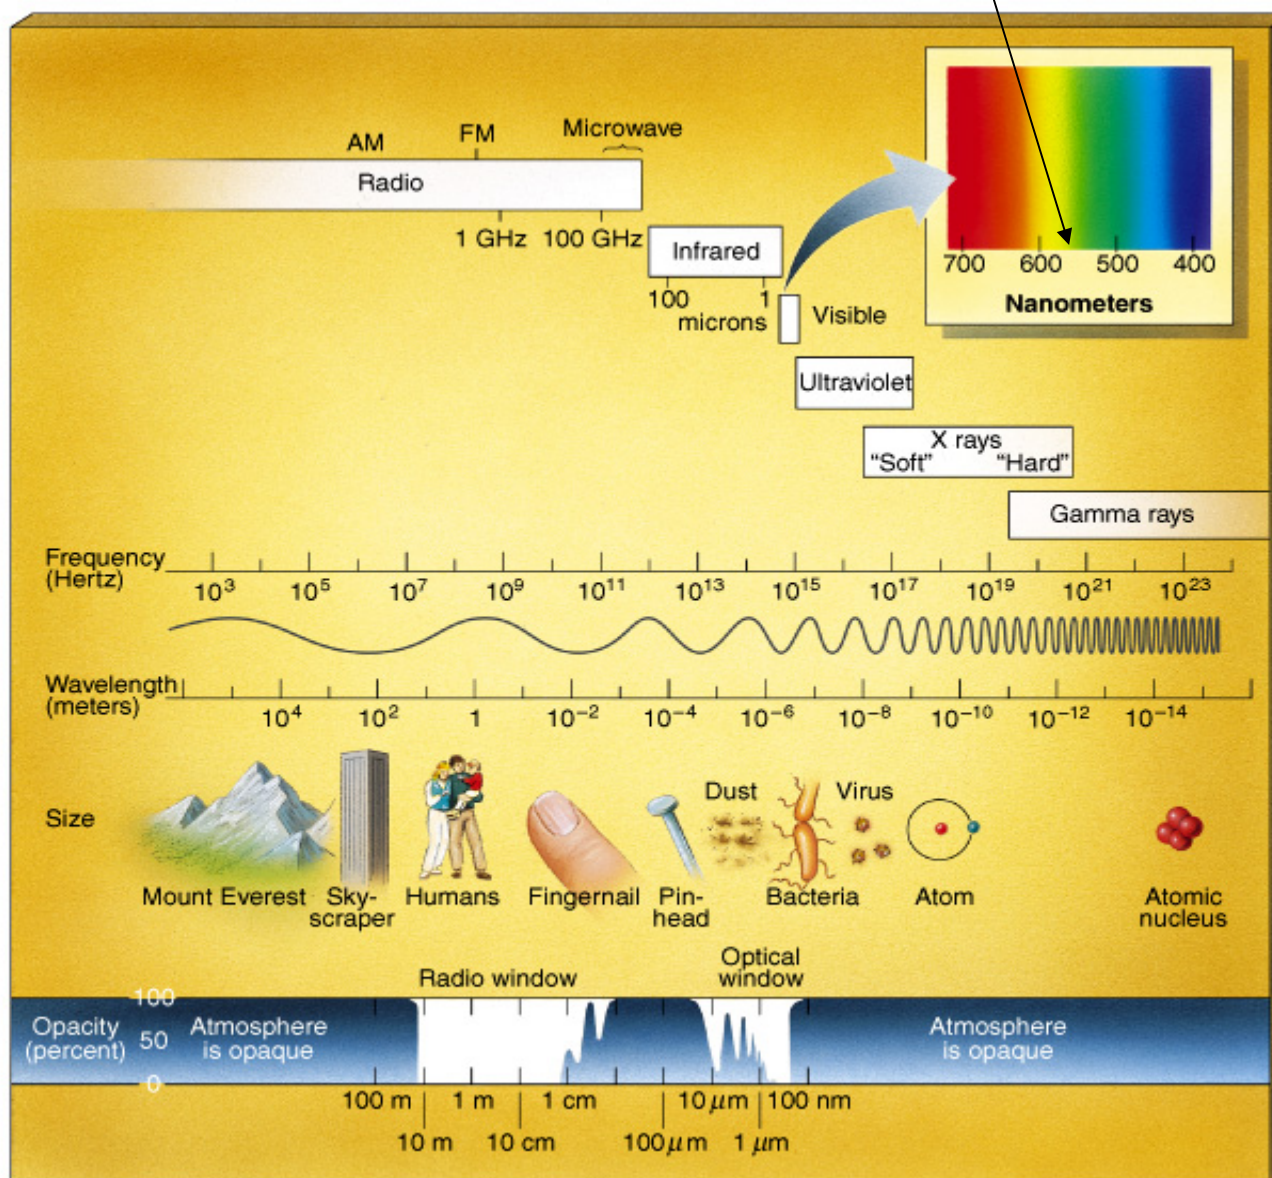 AM
FM
Microwave
Radio
1 GHz 100 GHz
Infrared
100 1
microns
Visible
700 600 500 400
Nanometers
Ultraviolet
X rays
“Soft” “Hard”
Gamma rays
Frequency
(Hertz)
10³ 10⁵ 10⁷ 10⁹ 10¹¹ 10¹³ 10¹⁵ 10¹⁷ 10¹⁹ 10²¹ 10²³
Wavelength
(meters)
10⁴ 10² 1 10⁻² 10⁻⁴ 10⁻⁶ 10⁻⁸ 10⁻¹⁰ 10⁻¹² 10⁻¹⁴
Size
Dust Virus
Mount Everest
Sky-
scraper
Humans
Fingernail
Pin-
head
Bacteria
Atom
Atomic
nucleus
Radio window
Optical
window
Opacity
(percent)
100
50
0
Atmosphere
is opaque
Atmosphere
is opaque
100 m 1 m 1 cm 10 μm 100 nm
10 m 10 cm 100 μm 1 μm